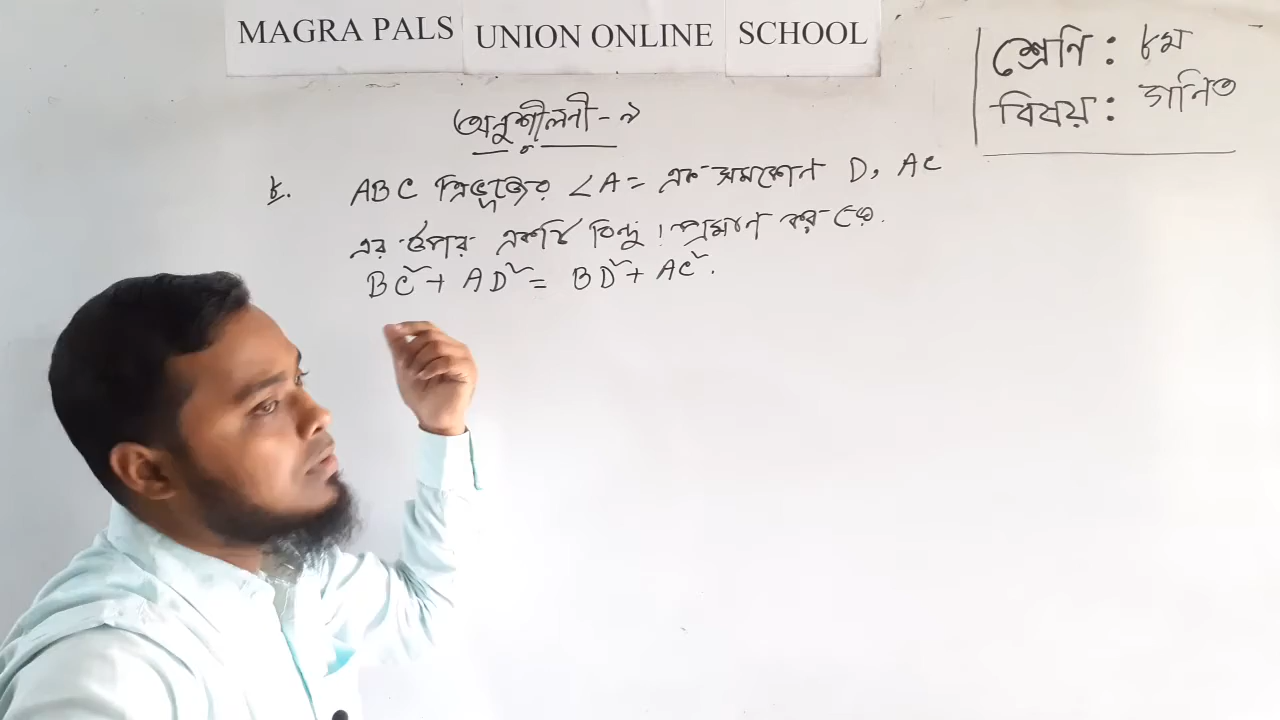 MAGRA PALS UNION ONLINE SCHOOL
শ্রেণি : ৮ম
বিষয় : গনিত
অনুশীলনী - ৯
৮. ABC ত্রিভুজের ∠A = এক সমকোন D, AC
এর উপর একটি বিন্দু। প্রমাণ কর যে.
BC² + AD² = BD² + AC².